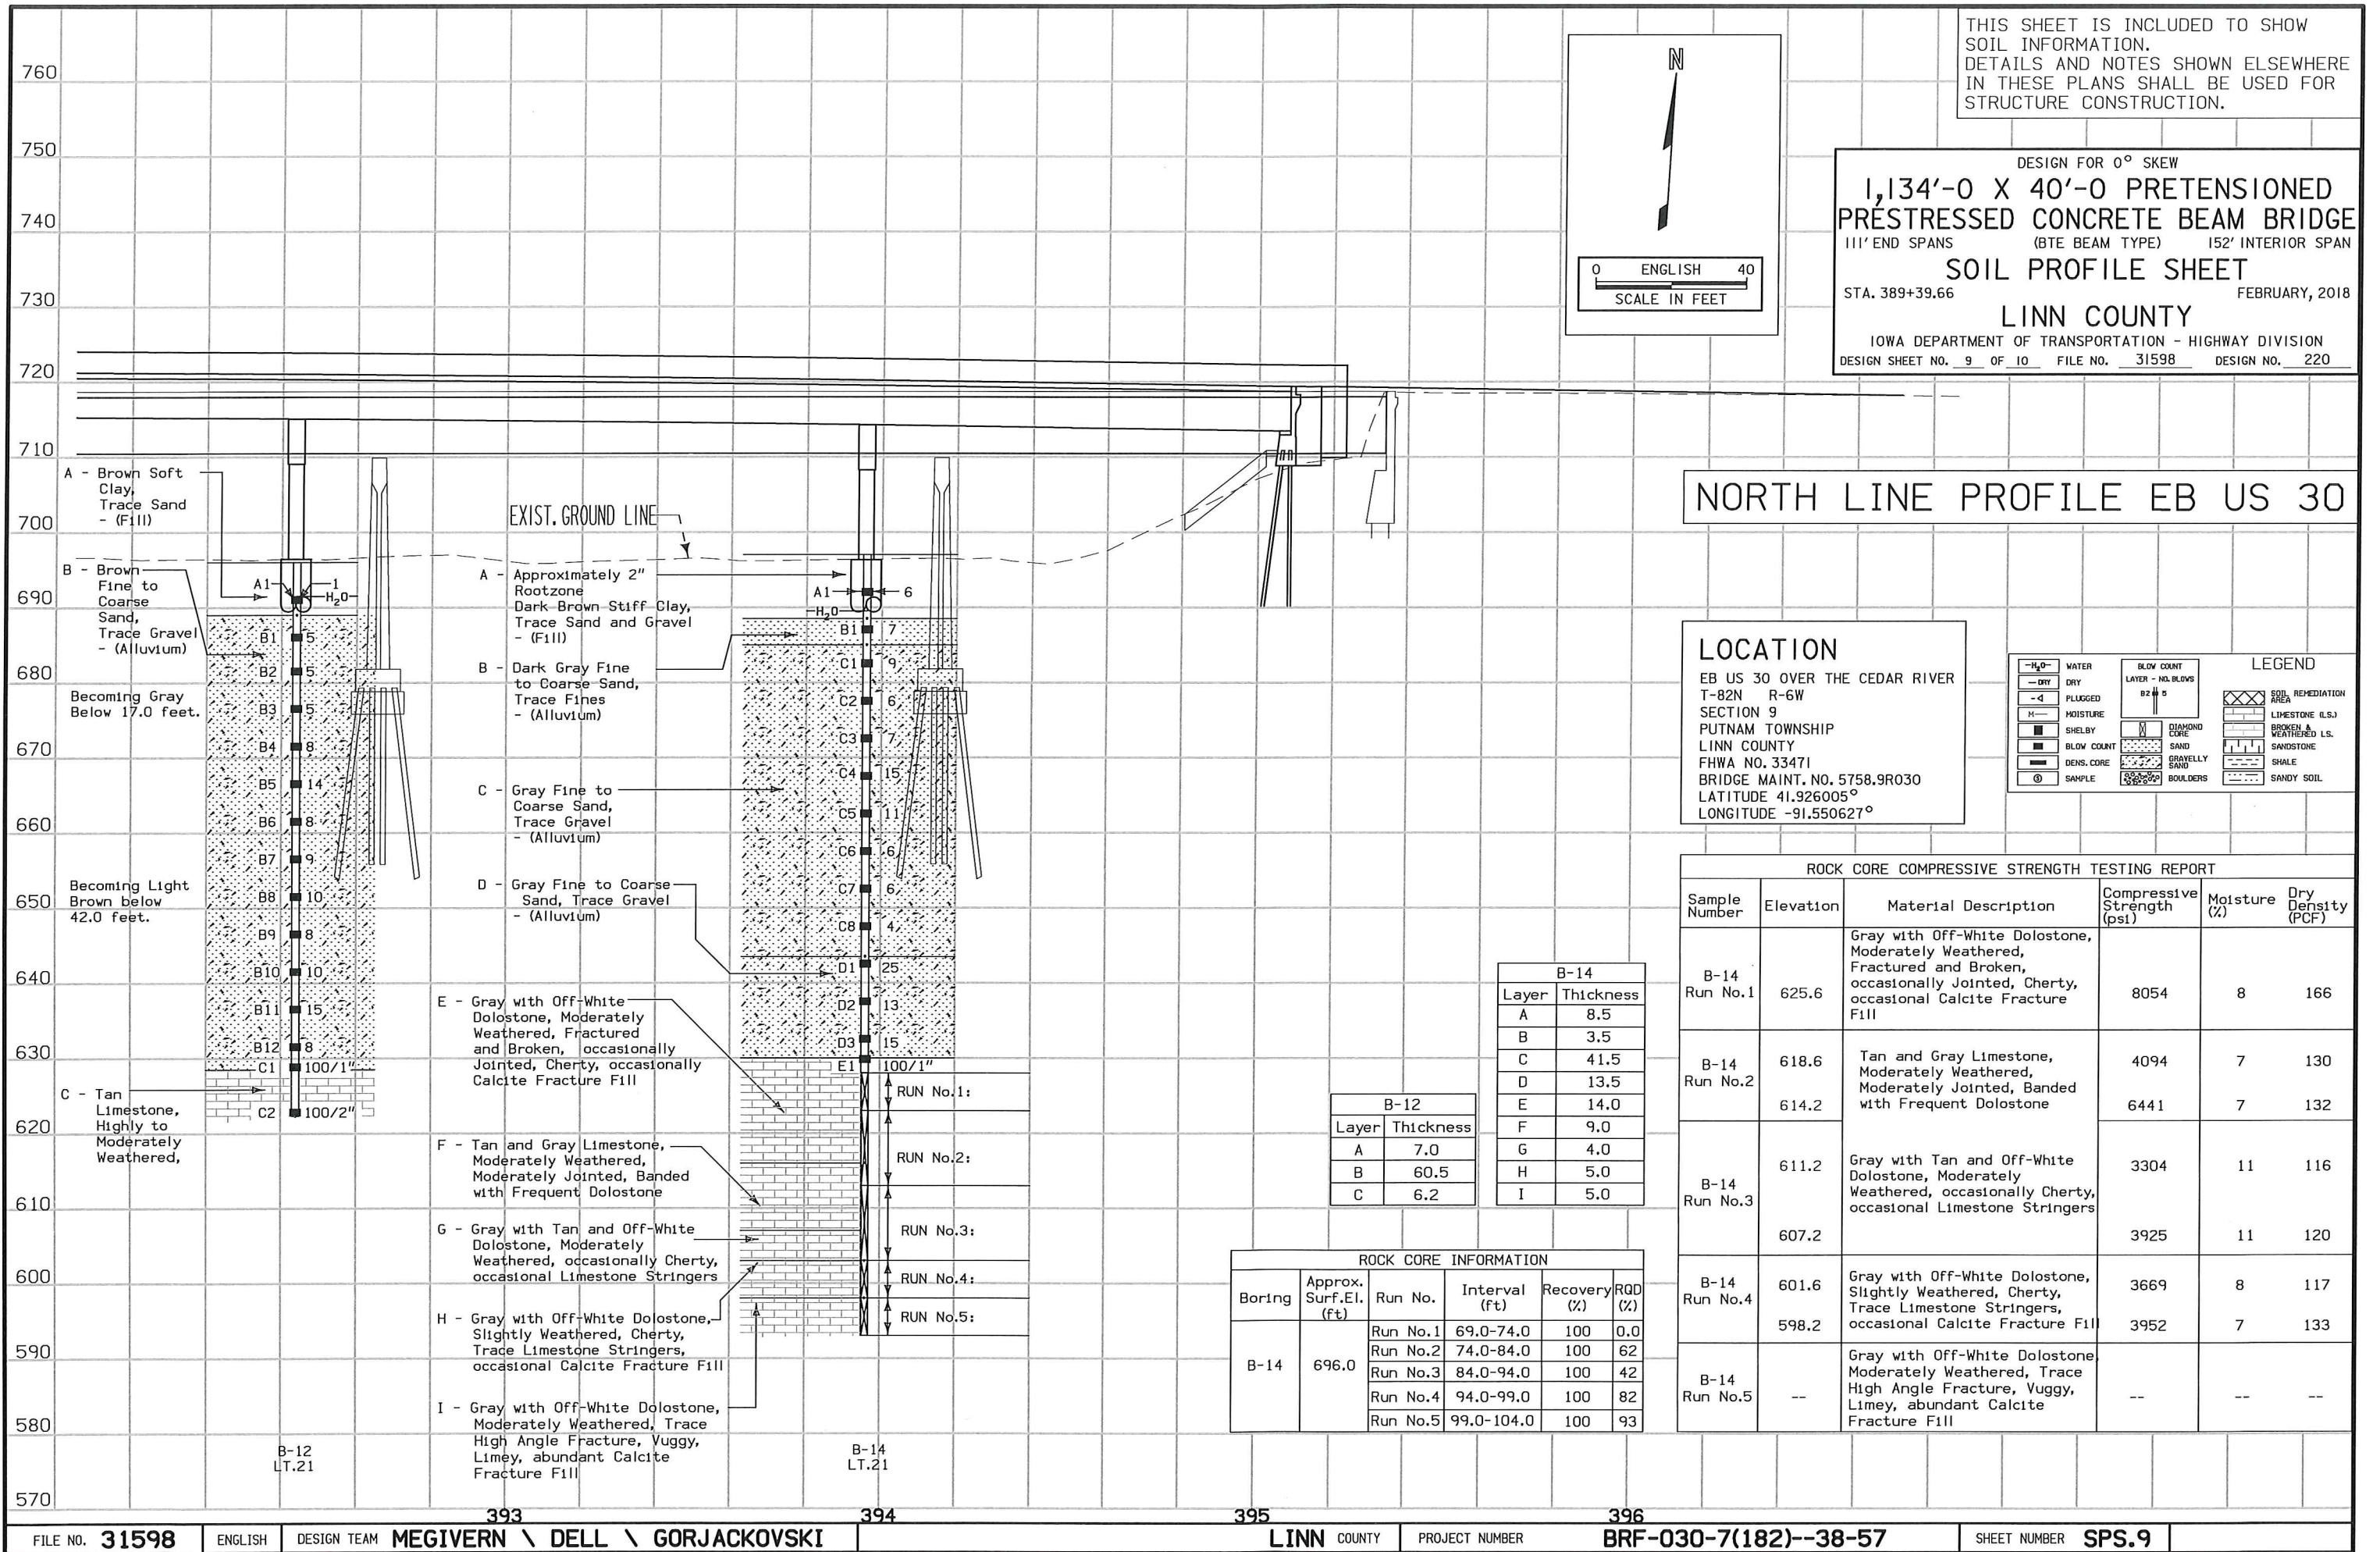 THIS SHEET IS INCLUDED TO SHOW
SOIL INFORMATION.
DETAILS AND NOTES SHOWN ELSEWHERE
IN THESE PLANS SHALL BE USED FOR
STRUCTURE CONSTRUCTION.
DESIGN FOR 0° SKEW
1,134'-0 X 40'-0 PRETENSIONED
PRESTRESSED CONCRETE BEAM BRIDGE
111' END SPANS (BTE BEAM TYPE) 152' INTERIOR SPAN
SOIL PROFILE SHEET
STA. 389+39.66 FEBRUARY, 2018
LINN COUNTY
IOWA DEPARTMENT OF TRANSPORTATION - HIGHWAY DIVISION
DESIGN SHEET NO. 9 OF 10 FILE NO. 31598 DESIGN NO. 220
N
0 ENGLISH 40
SCALE IN FEET
NORTH LINE PROFILE EB US 30
LOCATION
EB US 30 OVER THE CEDAR RIVER
T-82N R-6W
SECTION 9
PUTNAM TOWNSHIP
LINN COUNTY
FHWA NO. 33471
BRIDGE MAINT. NO. 5758.9R030
LATITUDE 41.926005°
LONGITUDE -91.550627°
LEGEND
H2O WATER
DRY DRY
PLUGGED
M MOISTURE
SHELBY
BLOW COUNT
DENS. CORE
SAMPLE
BLOW COUNT
LAYER - NO. BLOWS
B2 5
DIAMOND CORE
SAND
GRAVELLY SAND
BOULDERS
SOIL REMEDIATION AREA
LIMESTONE (LS.)
BROKEN & WEATHERED LS.
SANDSTONE
SHALE
SANDY SOIL
760
750
740
730
720
710
700
690
680
670
660
650
640
630
620
610
600
590
580
570
393 394 395 396
EXIST. GROUND LINE
A - Brown Soft
Clay,
Trace Sand
- (Fill)
B - Brown
Fine to
Coarse
Sand,
Trace Gravel
- (Alluvium)
Becoming Gray
Below 17.0 feet.
Becoming Light
Brown below
42.0 feet.
C - Tan
Limestone,
Highly to
Moderately
Weathered,
A1 1
H2O
B1 5
B2 5
B3 5
B4 8
B5 14
B6 8
B7 9
B8 10
B9 8
B10 10
B11 15
B12 8
C1 100/1"
C2 100/2"
B-12
LT.21
A - Approximately 2"
Rootzone
Dark Brown Stiff Clay,
Trace Sand and Gravel
- (Fill)
B - Dark Gray Fine
to Coarse Sand,
Trace Fines
- (Alluvium)
C - Gray Fine to
Coarse Sand,
Trace Gravel
- (Alluvium)
D - Gray Fine to Coarse
Sand, Trace Gravel
- (Alluvium)
E - Gray with Off-White
Dolostone, Moderately
Weathered, Fractured
and Broken, occasionally
Jointed, Cherty, occasionally
Calcite Fracture Fill
F - Tan and Gray Limestone,
Moderately Weathered,
Moderately Jointed, Banded
with Frequent Dolostone
G - Gray with Tan and Off-White
Dolostone, Moderately
Weathered, occasionally Cherty,
occasional Limestone Stringers
H - Gray with Off-White Dolostone,
Slightly Weathered, Cherty,
Trace Limestone Stringers,
occasional Calcite Fracture Fill
I - Gray with Off-White Dolostone,
Moderately Weathered, Trace
High Angle Fracture, Vuggy,
Limey, abundant Calcite
Fracture Fill
A1 6
H2O
B1 7
C1 9
C2 6
C3 7
C4 15
C5 11
C6 6
C7 6
C8 4
D1 25
D2 13
D3 15
E1 100/1"
RUN No.1:
RUN No.2:
RUN No.3:
RUN No.4:
RUN No.5:
B-14
LT.21
B-12
Layer Thickness
A 7.0
B 60.5
C 6.2
B-14
Layer Thickness
A 8.5
B 3.5
C 41.5
D 13.5
E 14.0
F 9.0
G 4.0
H 5.0
I 5.0
ROCK CORE INFORMATION
Boring Approx. Surf.El. (ft) Run No. Interval (ft) Recovery (%) RQD (%)
B-14 696.0
Run No.1 69.0-74.0 100 0.0
Run No.2 74.0-84.0 100 62
Run No.3 84.0-94.0 100 42
Run No.4 94.0-99.0 100 82
Run No.5 99.0-104.0 100 93
ROCK CORE COMPRESSIVE STRENGTH TESTING REPORT
Sample Number Elevation Material Description Compressive Strength (psi) Moisture (%) Dry Density (PCF)
B-14 Run No.1 625.6 8054 8 166
Gray with Off-White Dolostone,
Moderately Weathered,
Fractured and Broken,
occasionally Jointed, Cherty,
occasional Calcite Fracture
Fill
B-14 Run No.2
618.6 4094 7 130
614.2 6441 7 132
Tan and Gray Limestone,
Moderately Weathered,
Moderately Jointed, Banded
with Frequent Dolostone
B-14 Run No.3
611.2 3304 11 116
607.2 3925 11 120
Gray with Tan and Off-White
Dolostone, Moderately
Weathered, occasionally Cherty,
occasional Limestone Stringers
B-14 Run No.4
601.6 3669 8 117
598.2 3952 7 133
Gray with Off-White Dolostone,
Slightly Weathered, Cherty,
Trace Limestone Stringers,
occasional Calcite Fracture Fill
B-14 Run No.5 -- -- -- --
Gray with Off-White Dolostone
Moderately Weathered, Trace
High Angle Fracture, Vuggy,
Limey, abundant Calcite
Fracture Fill
FILE NO. 31598 ENGLISH DESIGN TEAM MEGIVERN \ DELL \ GORJACKOVSKI LINN COUNTY PROJECT NUMBER BRF-030-7(182)--38-57 SHEET NUMBER SPS.9